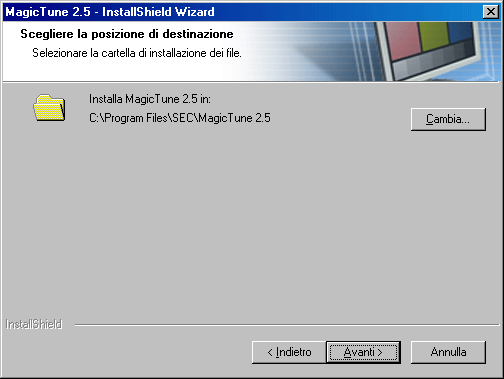 MagicTune 2.5 - InstallShield Wizard
Scegliere la posizione di destinazione
Selezionare la cartella di installazione dei file.
Installa MagicTune 2.5 in:
C:\Program Files\SEC\MagicTune 2.5
Cambia...
InstallShield
< Indietro
Avanti >
Annulla